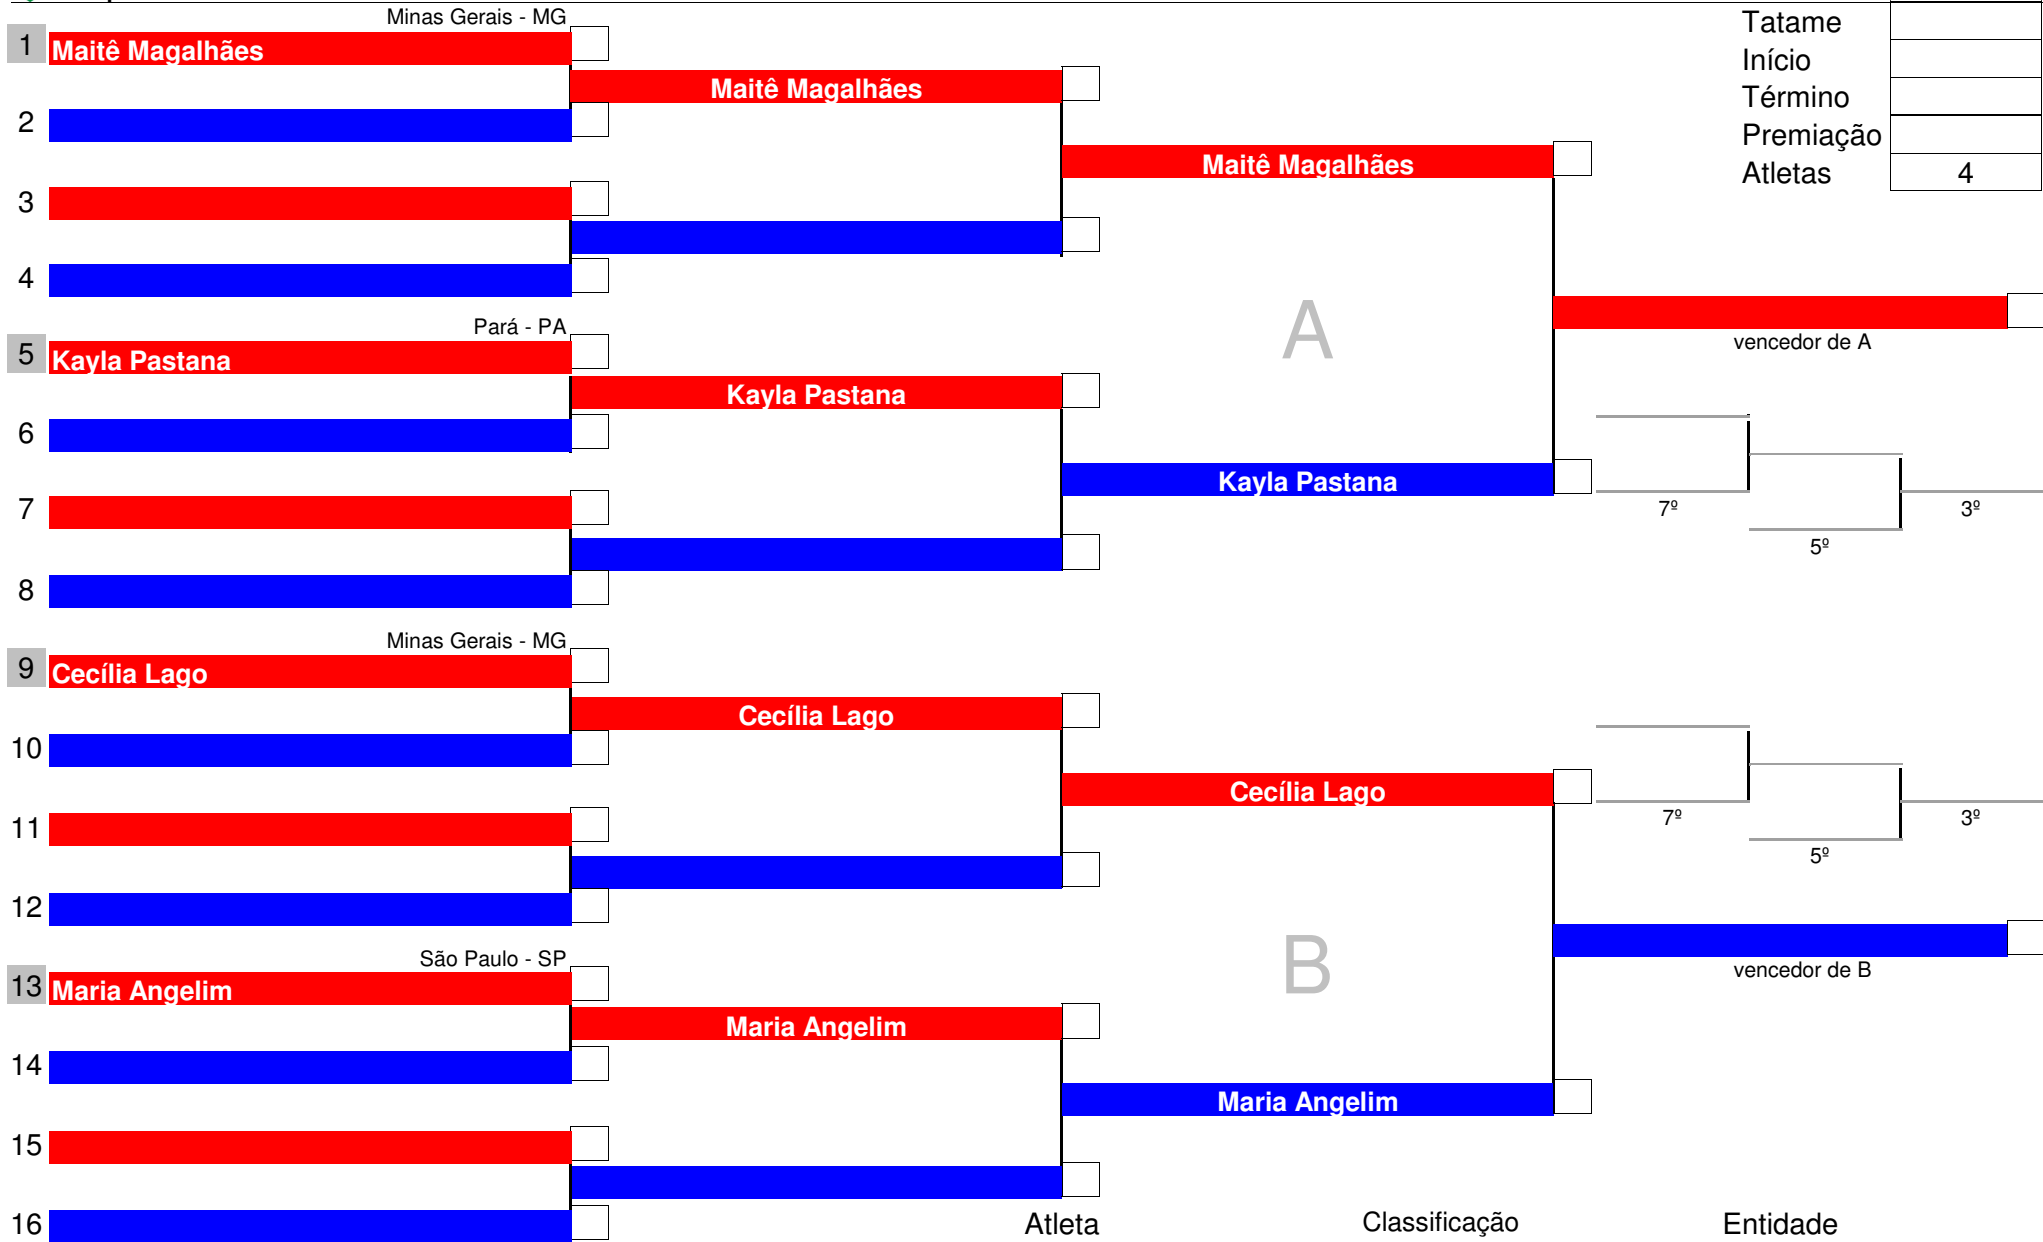 Minas Gerais - MG
Tatame
1 Maitê Magalhães
Início
Maitê Magalhães
Término
2
Premiação
Maitê Magalhães
Atletas 4
3
4
Pará - PA
A
vencedor de A
5 Kayla Pastana
Kayla Pastana
6
Kayla Pastana
7
7º 3º
5º
8
Minas Gerais - MG
9 Cecília Lago
Cecília Lago
10
Cecília Lago
7º 3º
11
5º
12
São Paulo - SP
B
vencedor de B
13 Maria Angelim
Maria Angelim
14
Maria Angelim
15
16
Atleta Classificação Entidade